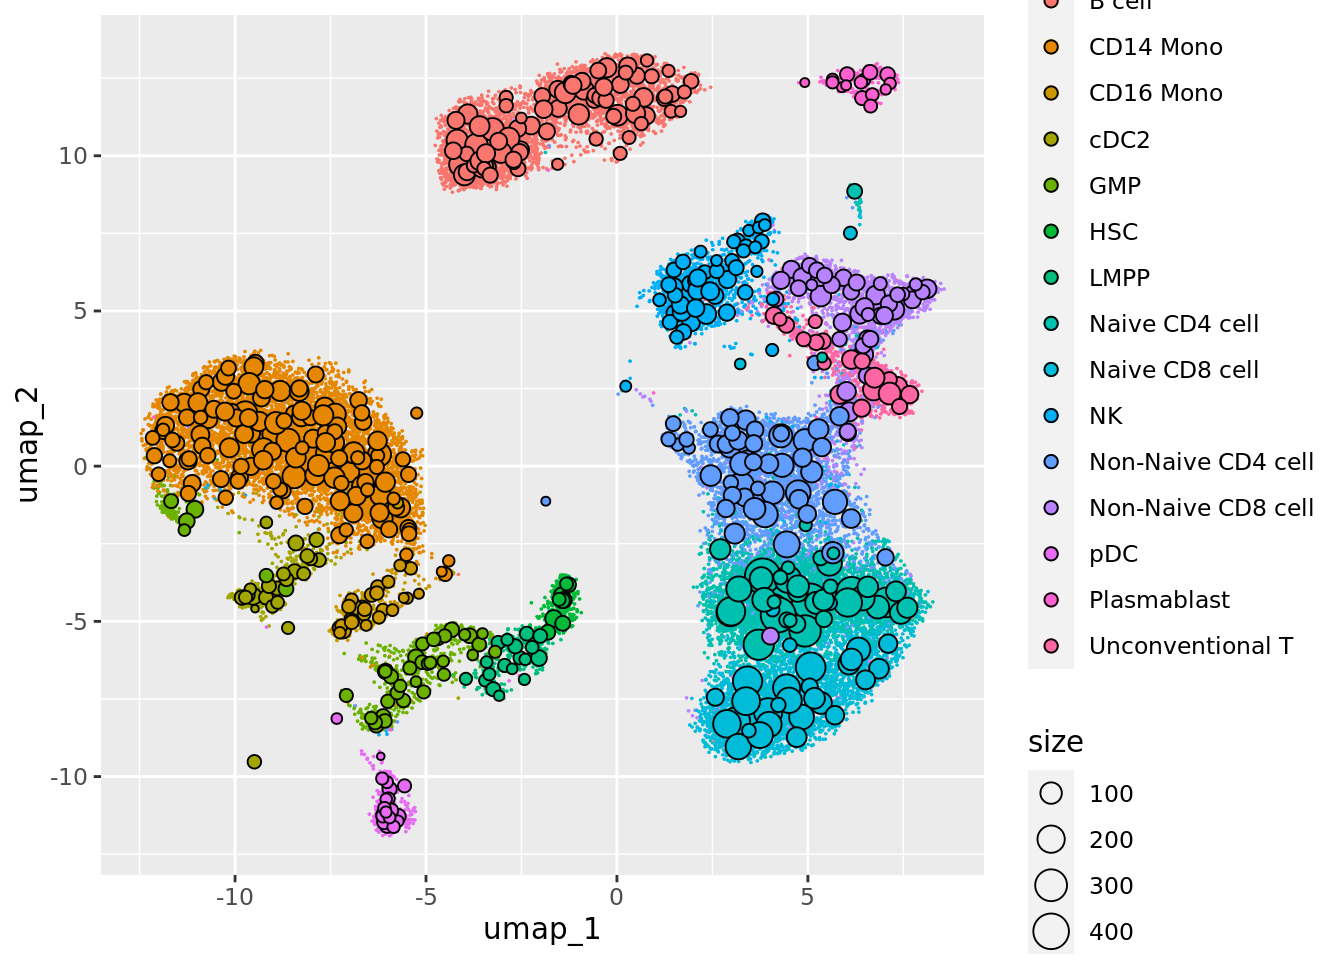 B cell
CD14 Mono
CD16 Mono
cDC2
GMP
HSC
LMPP
Naive CD4 cell
Naive CD8 cell
NK
Non-Naive CD4 cell
Non-Naive CD8 cell
pDC
Plasmablast
Unconventional T
size
100
200
300
400
10
5
0
-5
-10
umap_2
-10
-5
0
5
umap_1